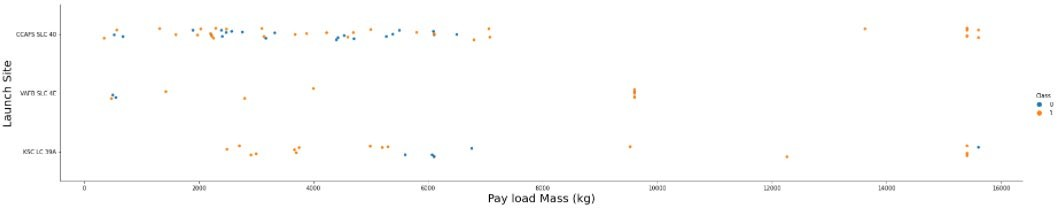 CCAFS SLC 40
VAFB SLC 4E
KSC LC 39A
Launch Site
0 2000 4000 6000 8000 10000 12000 14000 16000
Pay load Mass (kg)
Class
0
1